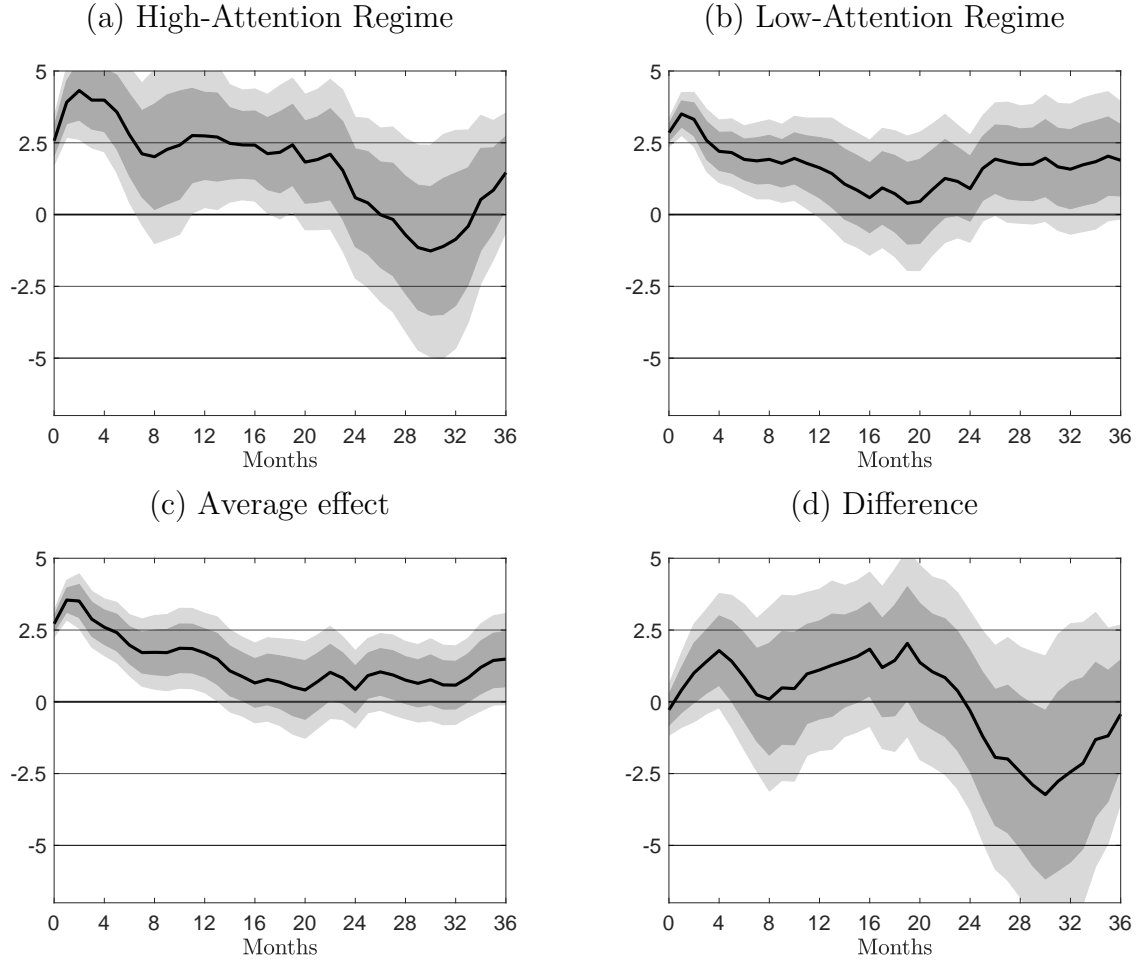 (a) High-Attention Regime
5
2.5
0
-2.5
-5
0 4 8 12 16 20 24 28 32 36
Months
(b) Low-Attention Regime
5
2.5
0
-2.5
-5
0 4 8 12 16 20 24 28 32 36
Months
(c) Average effect
5
2.5
0
-2.5
-5
0 4 8 12 16 20 24 28 32 36
Months
(d) Difference
5
2.5
0
-2.5
-5
0 4 8 12 16 20 24 28 32 36
Months